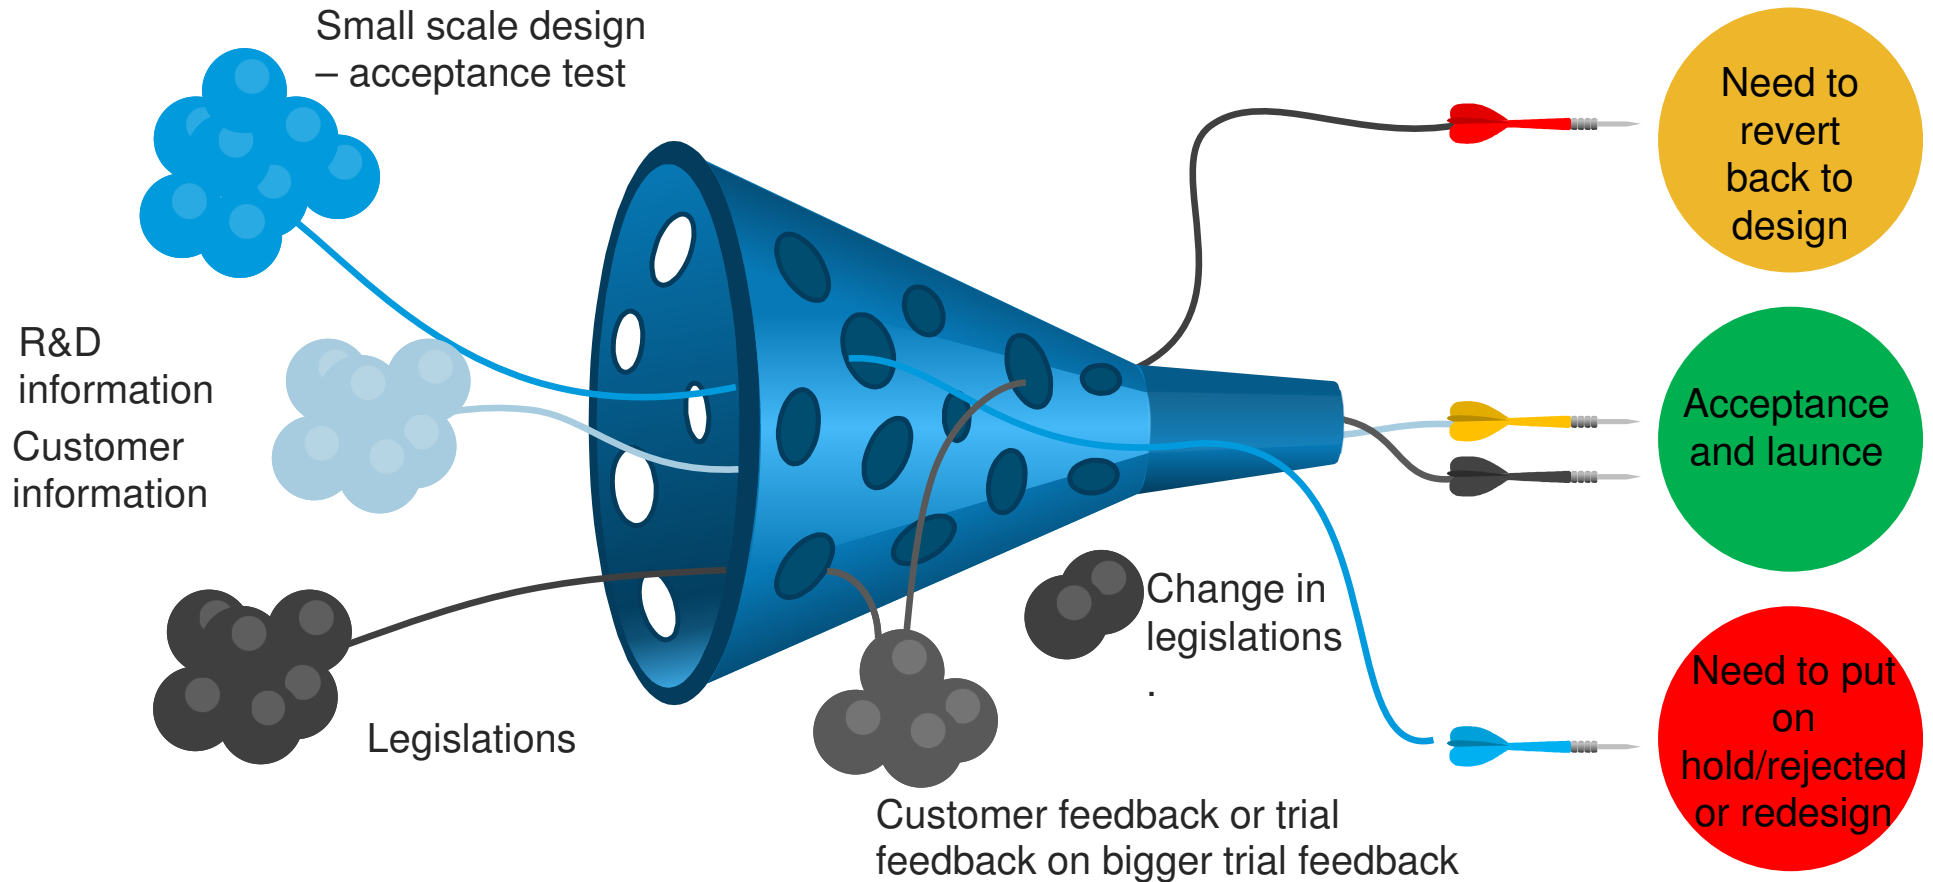 Small scale design
– acceptance test
R&D
information
Customer
information
Legislations
Change in
legislations
.
Customer feedback or trial
feedback on bigger trial feedback
Need to
revert
back to
design
Acceptance
and launce
Need to put
on
hold/rejected
or redesign